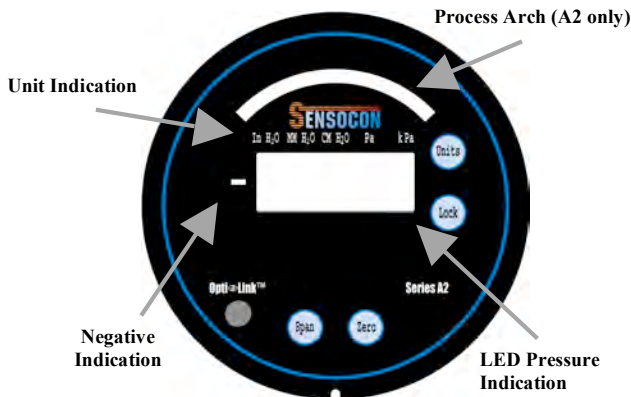 Process Arch (A2 only)
Unit Indication
SENSOCON
In H₂O MM H₂O CM H₂O Pa kPa
Units
Lock
Opti Link™
Series A2
Span
Zero
Negative
Indication
LED Pressure
Indication